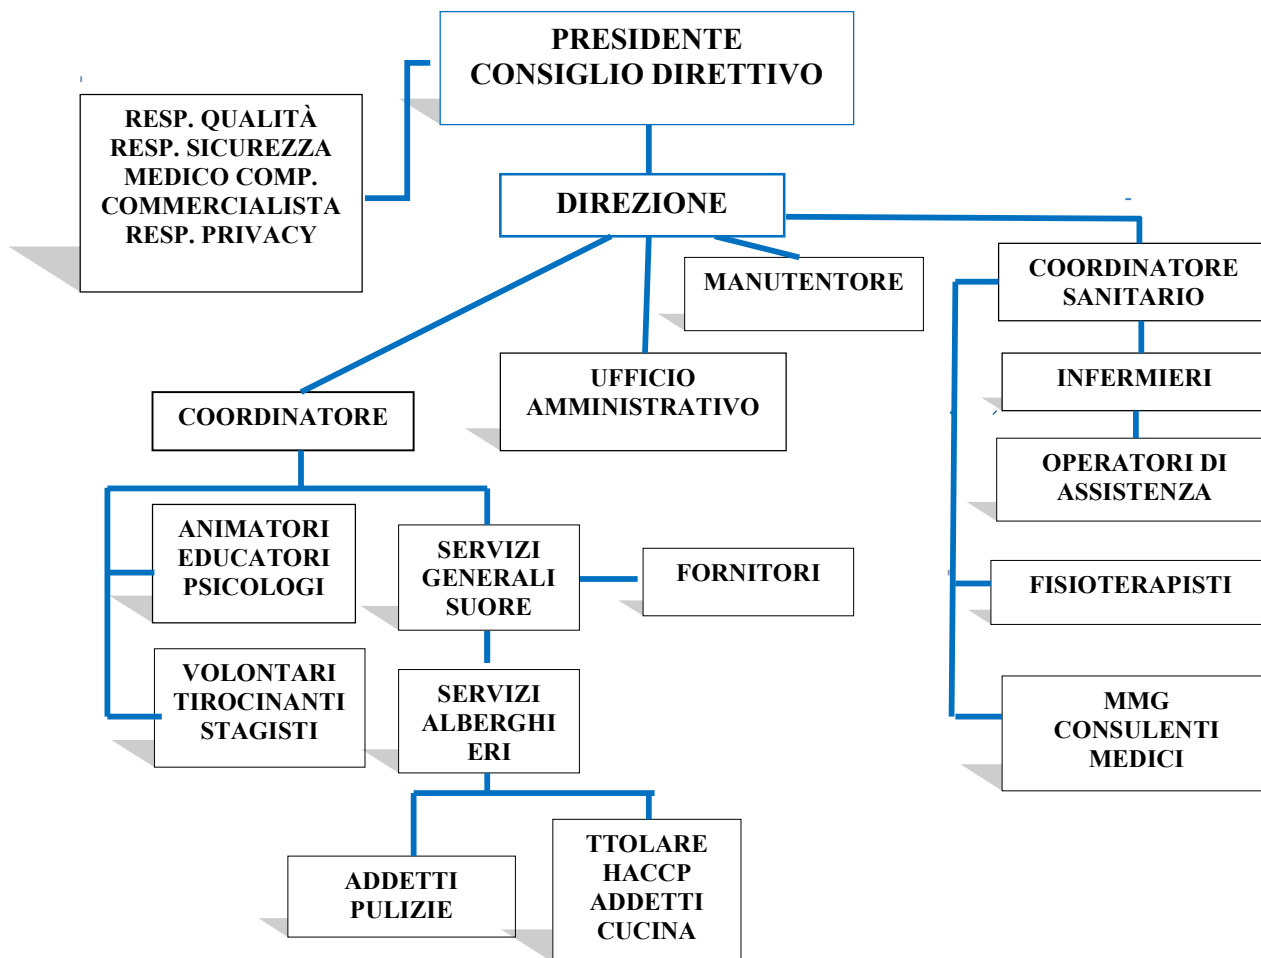 PRESIDENTE
CONSIGLIO DIRETTIVO
RESP. QUALITÀ
RESP. SICUREZZA
MEDICO COMP.
COMMERCIALISTA
RESP. PRIVACY
DIREZIONE
MANUTENTORE
COORDINATORE
SANITARIO
UFFICIO
AMMINISTRATIVO
INFERMIERI
COORDINATORE
OPERATORI DI
ASSISTENZA
ANIMATORI
EDUCATORI
PSICOLOGI
SERVIZI
GENERALI
SUORE
FORNITORI
FISIOTERAPISTI
VOLONTARI
TIROCINANTI
STAGISTI
SERVIZI
ALBERGHI
ERI
MMG
CONSULENTI
MEDICI
ADDETTI
PULIZIE
TTOLARE
HACCP
ADDETTI
CUCINA